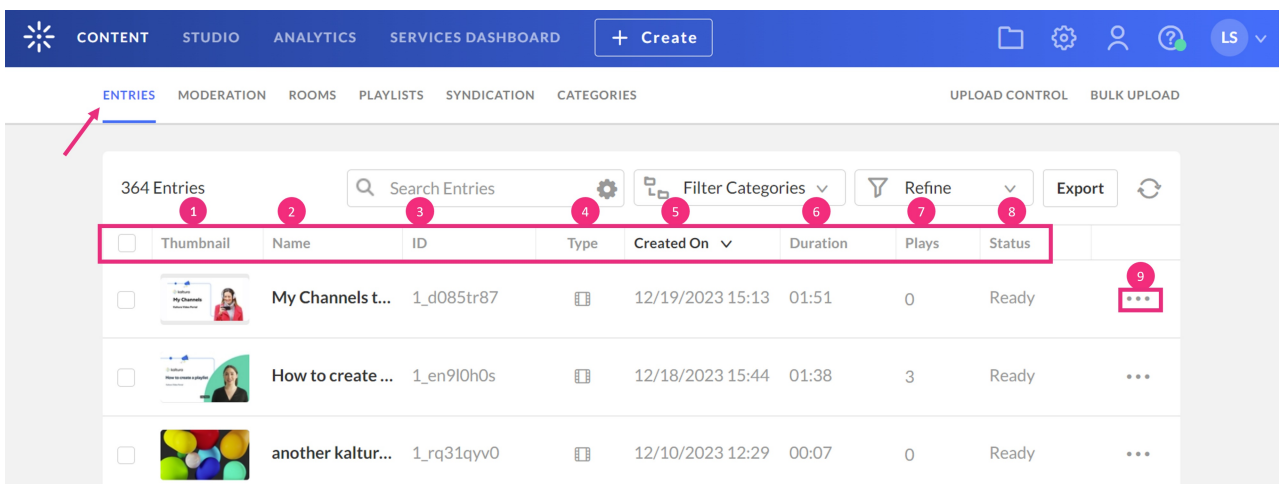 CONTENT STUDIO ANALYTICS SERVICES DASHBOARD + Create LS
ENTRIES MODERATION ROOMS PLAYLISTS SYNDICATION CATEGORIES UPLOAD CONTROL BULK UPLOAD
364 Entries Search Entries Filter Categories Refine Export
1 2 3 4 5 6 7 8
Thumbnail Name ID Type Created On Duration Plays Status
9
My Channels
My Channels t... 1_d085tr87 12/19/2023 15:13 01:51 0 Ready
How to create a playlist
How to create ... 1_en9l0h0s 12/18/2023 15:44 01:38 3 Ready
another kaltur... 1_rq31qyv0 12/10/2023 12:29 00:07 0 Ready